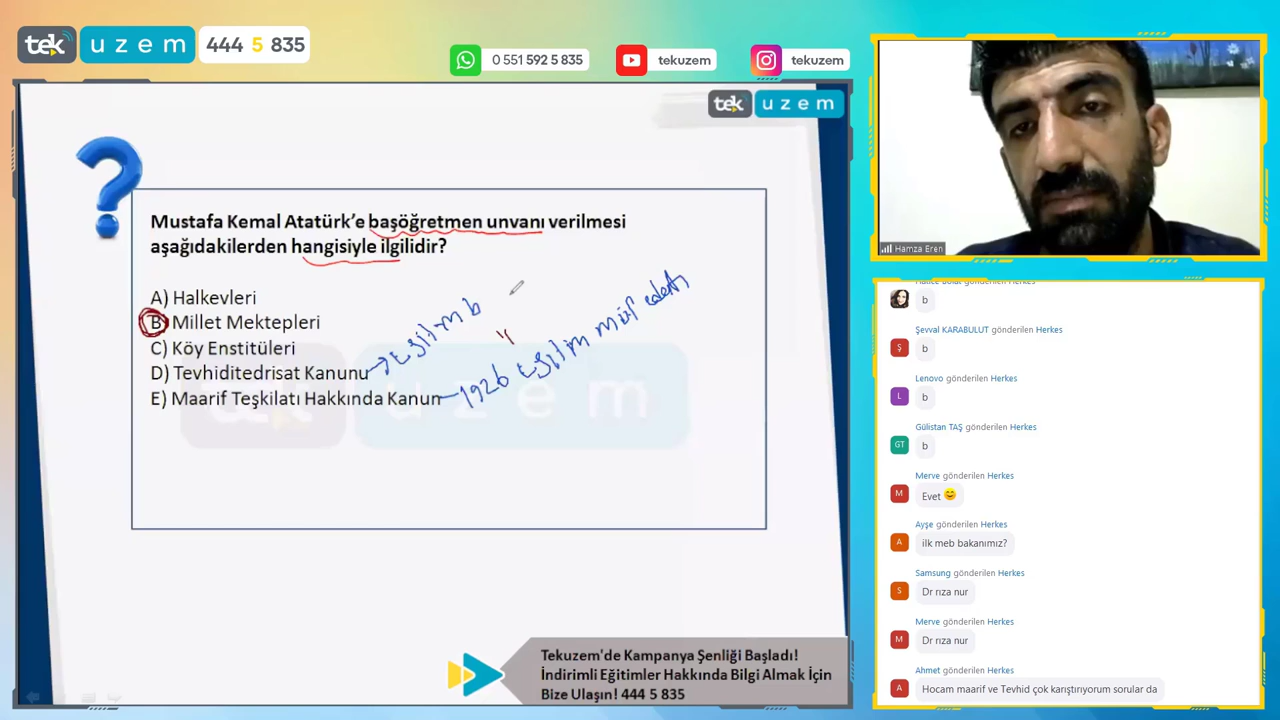 tek uzem 444 5 835
0 551 592 5 835
tekuzem
tekuzem
tek uzem
Mustafa Kemal Atatürk'e başöğretmen unvanı verilmesi
aşağıdakilerden hangisiyle ilgilidir?
A) Halkevleri
B) Millet Mektepleri
C) Köy Enstitüleri
D) Tevhiditedrisat Kanunu
E) Maarif Teşkilatı Hakkında Kanun
1926
uzem
Tekuzem'de Kampanya Şenliği Başladı!
İndirimli Eğitimler Hakkında Bilgi Almak İçin
Bize Ulaşın! 444 5 835
Hamza Eren
gönderilen Herkes
b
Şevval KARABULUT gönderilen Herkes
Ş
b
Lenovo gönderilen Herkes
L
b
Gülistan TAŞ gönderilen Herkes
GT
b
Merve gönderilen Herkes
M
Evet
Ayşe gönderilen Herkes
A
ilk meb bakanımız?
Samsung gönderilen Herkes
S
Dr rıza nur
Merve gönderilen Herkes
M
Dr rıza nur
Ahmet gönderilen Herkes
A
Hocam maarif ve Tevhid çok karıştırıyorum sorular da